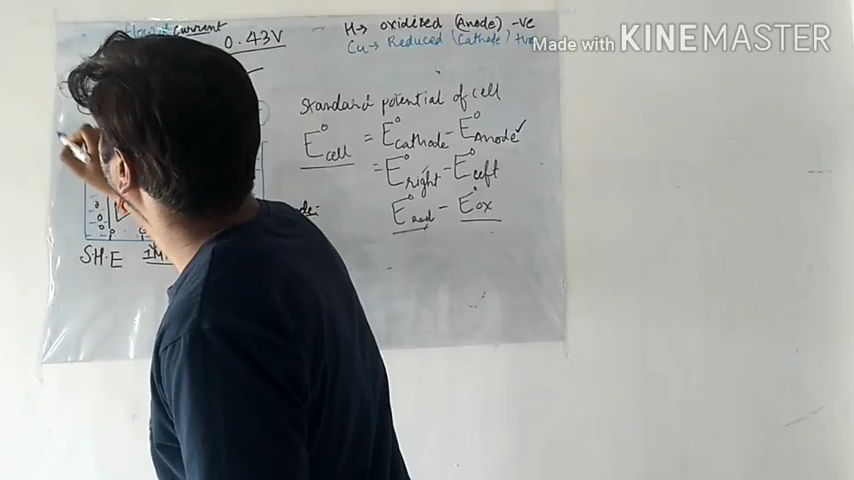 current
0.43V
H→ oxidised (Anode) -ve
Cu→ Reduced (Cathode) +ve
Made with KINEMASTER
Standard potential of cell
E°cell = E°cathode - E°Anode ✓
= E°right - E°left
E°red - E°ox
S.H.E 1M